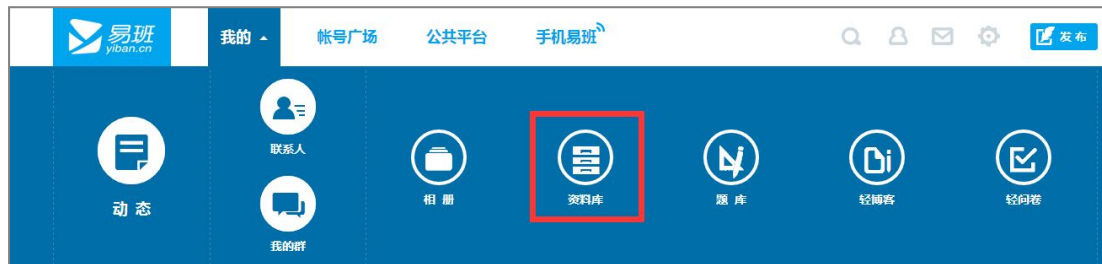 易班
yiban.cn
我的
帐号广场
公共平台
手机易班
发布
动态
联系人
我的群
相册
资料库
题库
轻博客
轻问卷